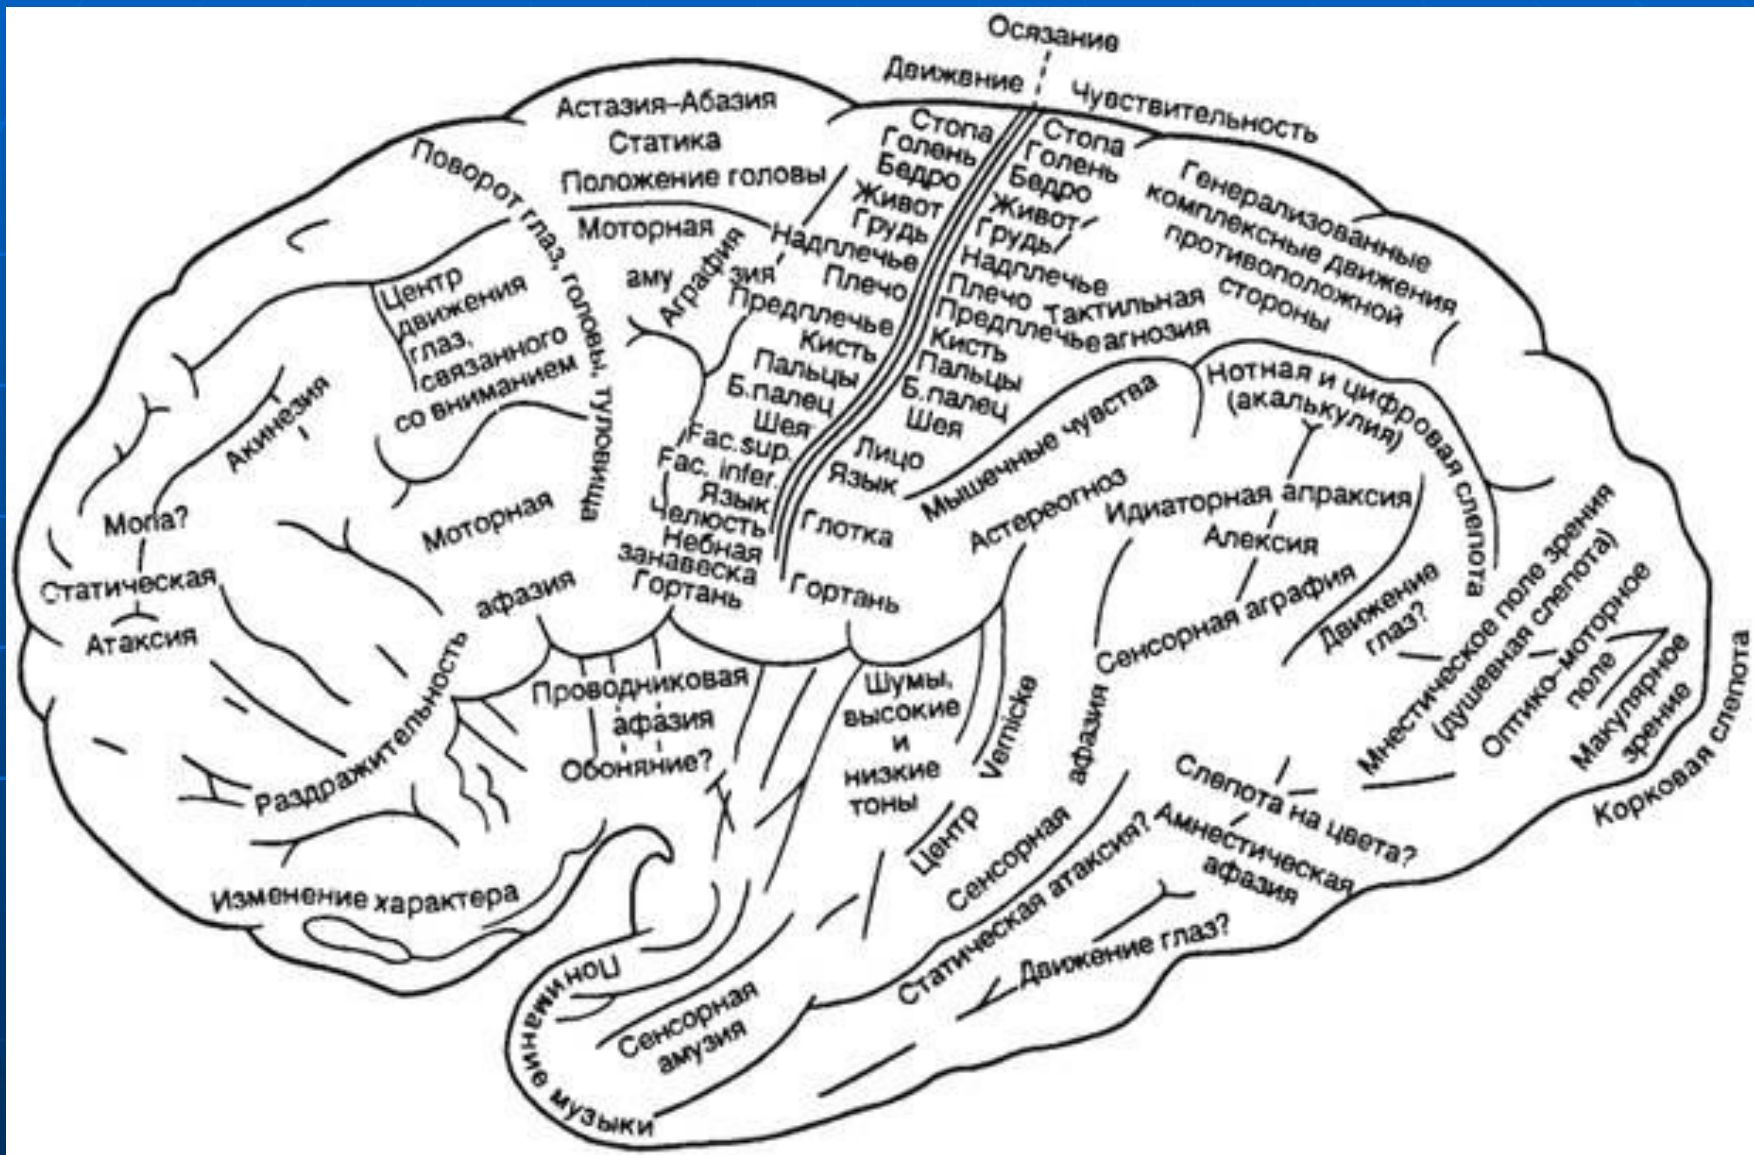 Осязание
Движвние
Чувствительность
Астазия–Абазия
Статика
Положение головы
Поворот глаз, головы, туловища
Моторная
аму зия
Аграфия
Центр
движения
глаз,
связанного
со вниманием
Акинезия
Мопа?
Статическая
Атаксия
Моторная
афазия
Раздражительность
Изменение характера
Стопа
Голень
Бедро
Живот
Грудь
Надплечье
Плечо
Предплечье
Кисть
Пальцы
Б.палец
Шея
Fac.sup.
Fac. infer.
Язык
Челюсть
Небная
занавеска
Гортань
Стопа
Голень
Бедро
Живот
Грудь
Надплечье
Плечо
Предплечье
Кисть
Пальцы
Б.палец
Шея
Лицо
Язык
Глотка
Гортань
Тактильная
агнозия
Генерализованные
комплексные движения
противоположной
стороны
Нотная и цифровая слепота
(акалькулия)
Мышечные чувства
Астереогноз
Идиаторная апраксия
Алексия
Сенсорная аграфия
Движение
глаз?
Мнестическое поле зрения
(душевная слепота)
Оптико-моторное
поле
Макулярное
зрение
Корковая слепота
Проводниковая
афазия
Обоняние?
Шумы,
высокие
и
низкие
тоны
Центр Vernicke
Сенсорная афазия
Слепота на цвета?
Амнестическая
афазия
Статическая атаксия?
Движение глаз?
Сенсорная
амузия
Понимание музыки